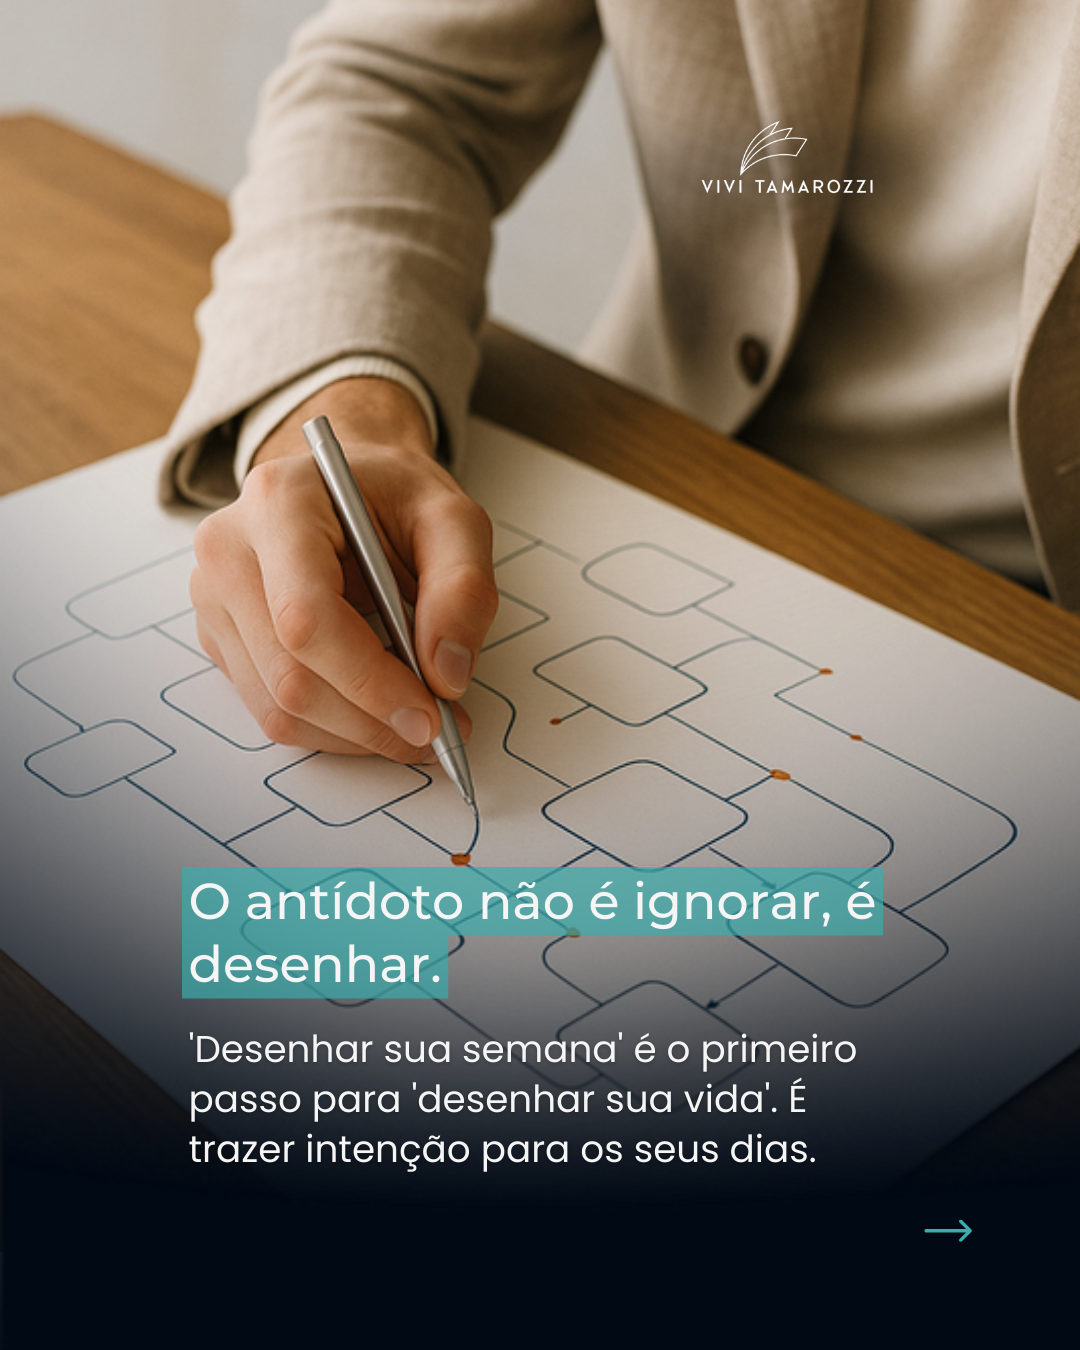 VIVI TAMAROZZI
O antídoto não é ignorar, é
desenhar.
'Desenhar sua semana' é o primeiro
passo para 'desenhar sua vida'. É
trazer intenção para os seus dias.